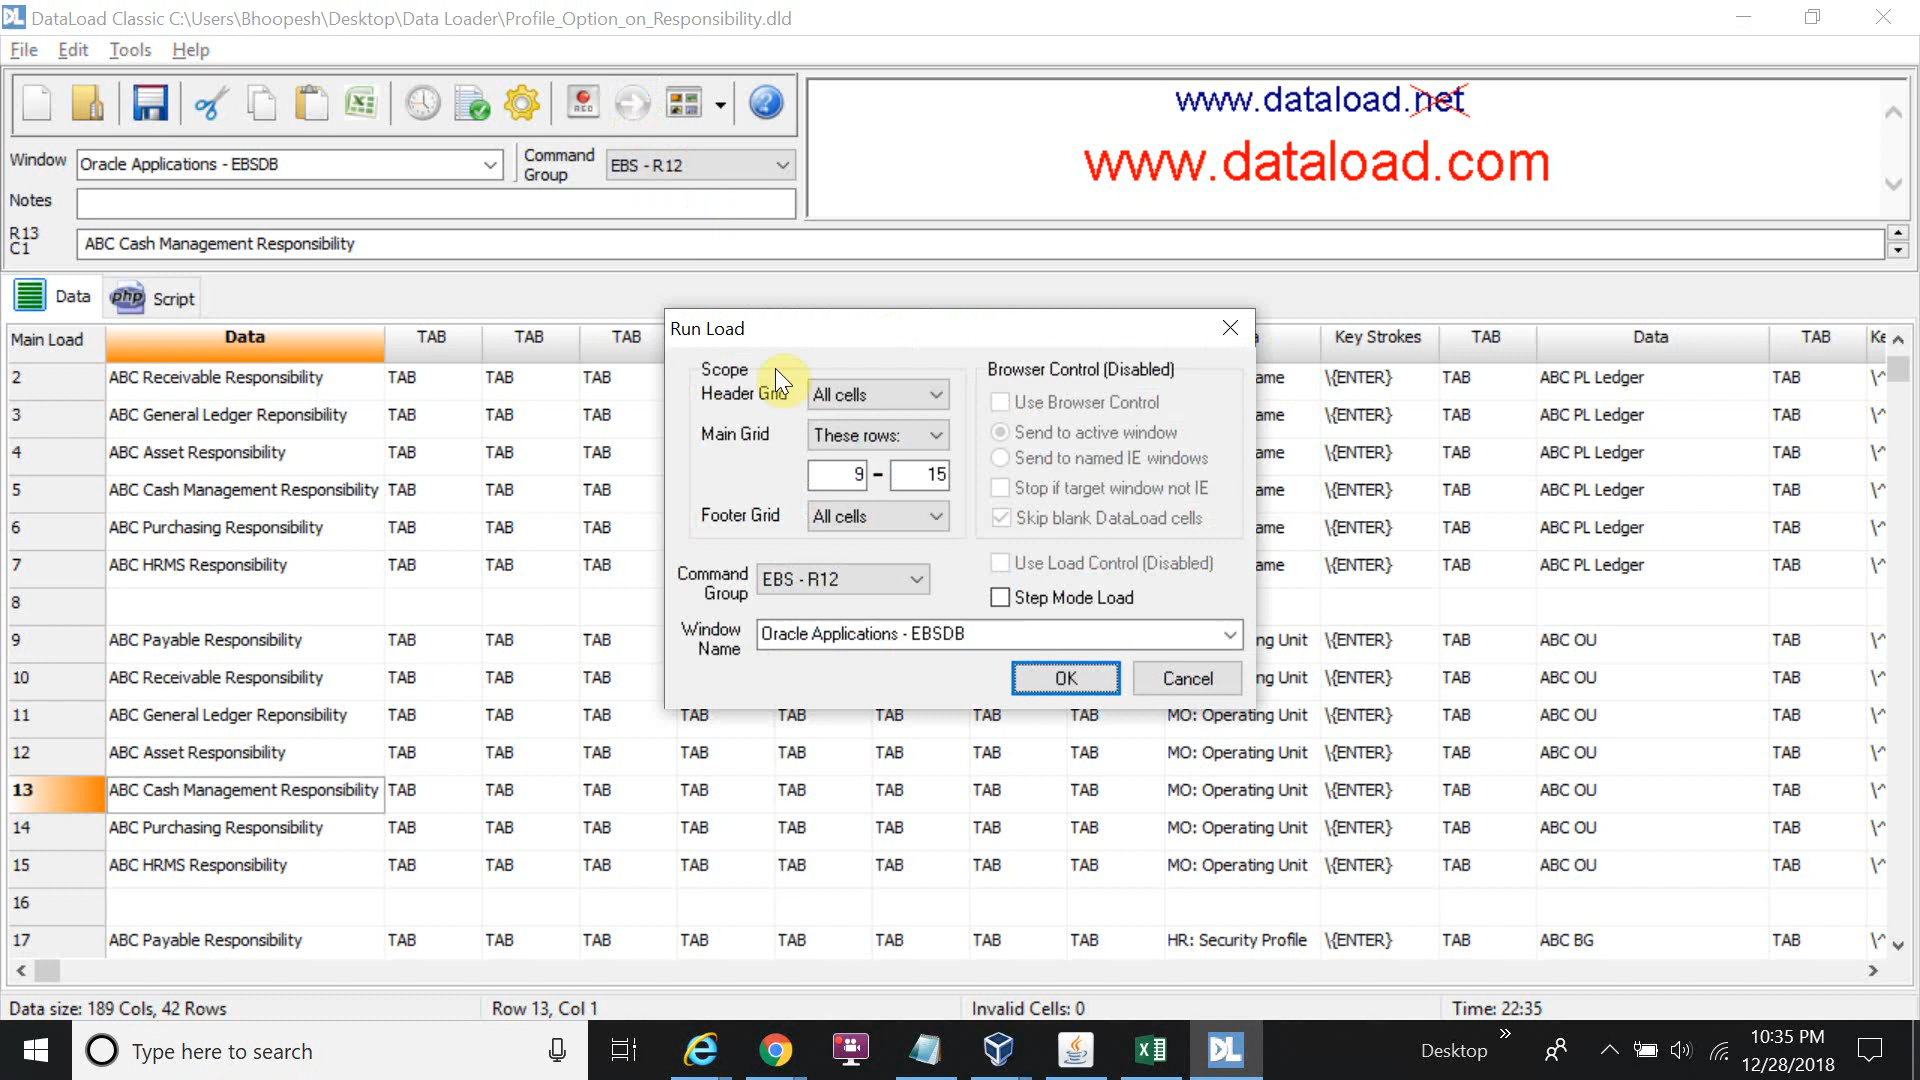 DataLoad Classic C:\Users\Bhoopesh\Desktop\Data Loader\Profile_Option_on_Responsibility.dld
File Edit Tools Help
www.dataload.net
www.dataload.com
Window Oracle Applications - EBSDB Command Group EBS - R12
Notes
R13 C1 ABC Cash Management Responsibility
Data php Script
Main Load Data TAB TAB TAB Key Strokes TAB Data TAB
2 ABC Receivable Responsibility TAB TAB TAB ame \{ENTER} TAB ABC PL Ledger TAB \^
3 ABC General Ledger Reponsibility TAB TAB TAB ame \{ENTER} TAB ABC PL Ledger TAB \^
4 ABC Asset Responsibility TAB TAB TAB ame \{ENTER} TAB ABC PL Ledger TAB \^
5 ABC Cash Management Responsibility TAB TAB TAB ame \{ENTER} TAB ABC PL Ledger TAB \^
6 ABC Purchasing Responsibility TAB TAB TAB ame \{ENTER} TAB ABC PL Ledger TAB \^
7 ABC HRMS Responsibility TAB TAB TAB ame \{ENTER} TAB ABC PL Ledger TAB \^
8
9 ABC Payable Responsibility TAB TAB TAB ng Unit \{ENTER} TAB ABC OU TAB \^
10 ABC Receivable Responsibility TAB TAB TAB ng Unit \{ENTER} TAB ABC OU TAB \^
11 ABC General Ledger Reponsibility TAB TAB TAB TAB TAB TAB TAB TAB MO: Operating Unit \{ENTER} TAB ABC OU TAB \^
12 ABC Asset Responsibility TAB TAB TAB TAB TAB TAB TAB TAB MO: Operating Unit \{ENTER} TAB ABC OU TAB \^
13 ABC Cash Management Responsibility TAB TAB TAB TAB TAB TAB TAB TAB MO: Operating Unit \{ENTER} TAB ABC OU TAB \^
14 ABC Purchasing Responsibility TAB TAB TAB TAB TAB TAB TAB TAB MO: Operating Unit \{ENTER} TAB ABC OU TAB \^
15 ABC HRMS Responsibility TAB TAB TAB TAB TAB TAB TAB TAB MO: Operating Unit \{ENTER} TAB ABC OU TAB \^
16
17 ABC Payable Responsibility TAB TAB TAB TAB TAB TAB TAB TAB HR: Security Profile \{ENTER} TAB ABC BG TAB \^
Run Load
Scope
Header Grid All cells
Main Grid These rows:
9 - 15
Footer Grid All cells
Browser Control (Disabled)
Use Browser Control
Send to active window
Send to named IE windows
Stop if target window not IE
Skip blank DataLoad cells
Use Load Control (Disabled)
Step Mode Load
Command Group EBS - R12
Window Name Oracle Applications - EBSDB
OK Cancel
Data size: 189 Cols, 42 Rows Row 13, Col 1 Invalid Cells: 0 Time: 22:35
Type here to search Desktop 10:35 PM
12/28/2018